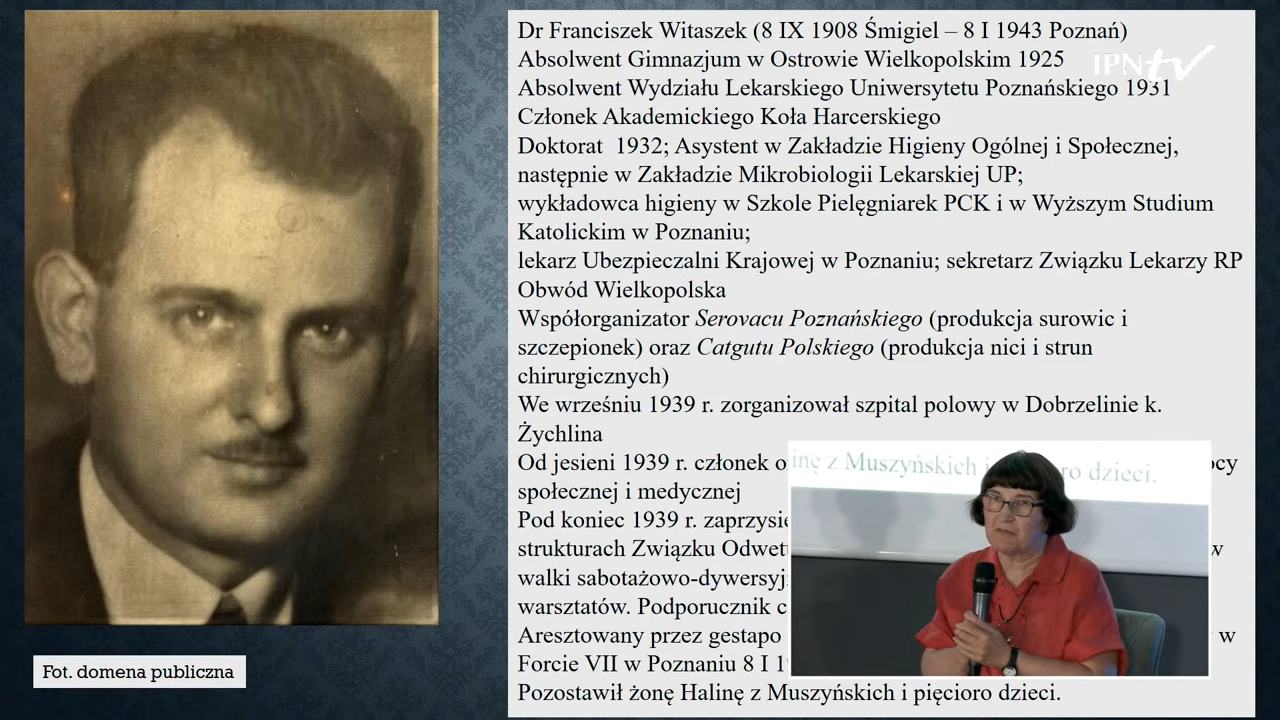 Dr Franciszek Witaszek (8 IX 1908 Śmigiel – 8 I 1943 Poznań)
Absolwent Gimnazjum w Ostrowie Wielkopolskim 1925
IPNtv
Absolwent Wydziału Lekarskiego Uniwersytetu Poznańskiego 1931
Członek Akademickiego Koła Harcerskiego
Doktorat 1932; Asystent w Zakładzie Higieny Ogólnej i Społecznej,
następnie w Zakładzie Mikrobiologii Lekarskiej UP;
wykładowca higieny w Szkole Pielęgniarek PCK i w Wyższym Studium
Katolickim w Poznaniu;
lekarz Ubezpieczalni Krajowej w Poznaniu; sekretarz Związku Lekarzy RP
Obwód Wielkopolska
Współorganizator Serovacu Poznańskiego (produkcja surowic i
szczepionek) oraz Catgutu Polskiego (produkcja nici i strun
chirurgicznych)
We wrześniu 1939 r. zorganizował szpital polowy w Dobrzelinie k.
Żychlina
Od jesieni 1939 r. członek
społecznej i medycznej
Pod koniec 1939 r.
strukturach Związku w
walki
warsztatów. Podporucznik
Aresztowany przez gestapo w
Forcie VII w Poznaniu 8 I
Pozostawił żonę Halinę z Muszyńskich i pięcioro dzieci.
z Muszyńskich dzieci.
Fot. domena publiczna